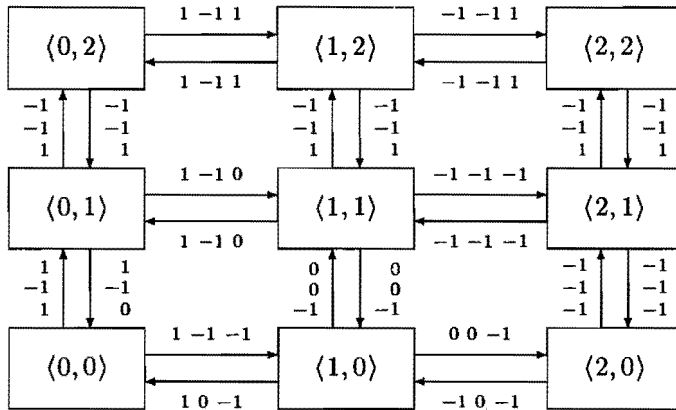 1 -1 1 -1 -1 1
⟨0, 2⟩ ⟨1, 2⟩ ⟨2, 2⟩
1 -1 1 -1 -1 1
-1 -1 -1 -1 -1 -1
-1 -1 -1 -1 -1 -1
1 1 1 1 1 1
1 -1 0 -1 -1 -1
⟨0, 1⟩ ⟨1, 1⟩ ⟨2, 1⟩
1 -1 0 -1 -1 -1
1 1 0 0 -1 -1
-1 -1 0 0 -1 -1
1 0 -1 -1 -1 -1
1 -1 -1 0 0 -1
⟨0, 0⟩ ⟨1, 0⟩ ⟨2, 0⟩
1 0 -1 -1 0 -1